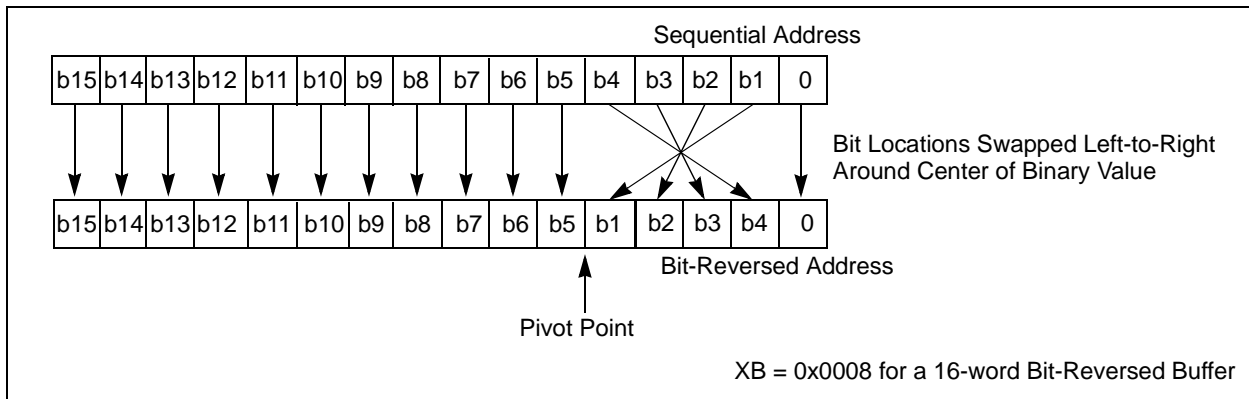 Sequential Address
b15 b14 b13 b12 b11 b10 b9 b8 b7 b6 b5 b4 b3 b2 b1 0
Bit Locations Swapped Left-to-Right
Around Center of Binary Value
b15 b14 b13 b12 b11 b10 b9 b8 b7 b6 b5 b1 b2 b3 b4 0
Bit-Reversed Address
Pivot Point
XB = 0x0008 for a 16-word Bit-Reversed Buffer